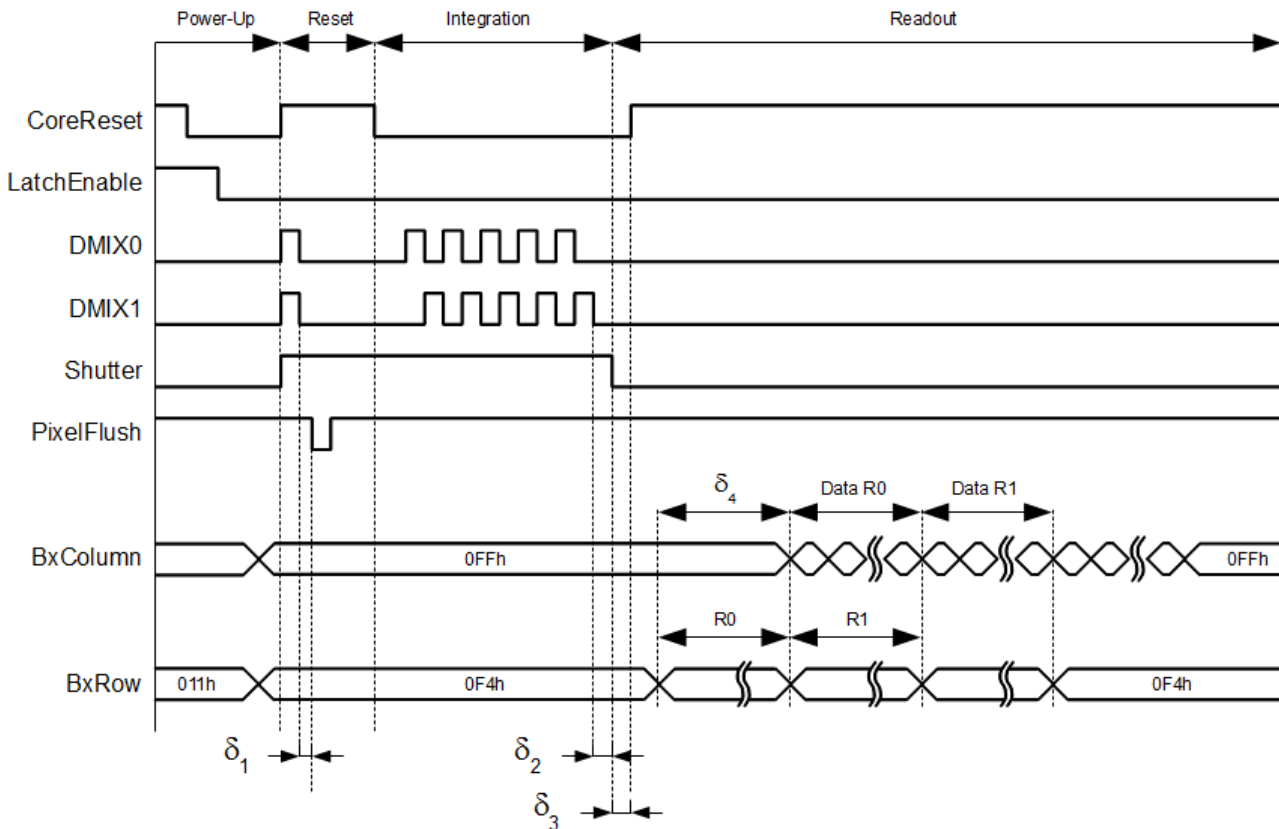 Power-Up Reset Integration Readout
CoreReset
LatchEnable
DMIX0
DMIX1
Shutter
PixelFlush
δ4 Data R0 Data R1
BxColumn 0FFh 0FFh
R0 R1
BxRow 011h 0F4h 0F4h
δ1 δ2
δ3